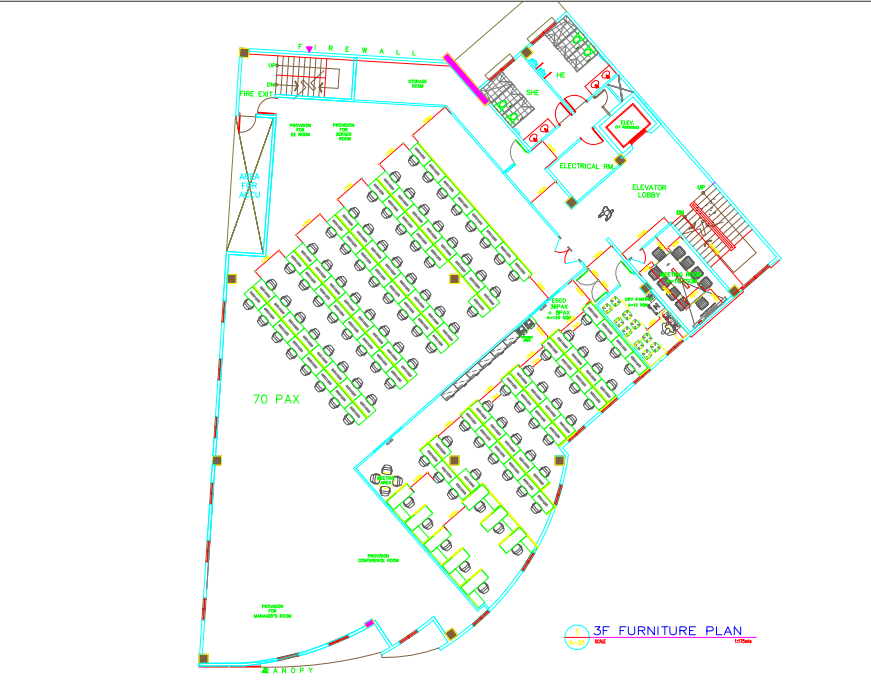 FIREWALL
UP
DN
FIRE EXIT
STORAGE
ROOM
PROVISION
FOR
EE ROOM
PROVISION
FOR
SERVER
ROOM
AREA
FOR
ACCU
HE
SHE
ELEV.
ELECTRICAL RM.
ELEVATOR
LOBBY
UP
DN
ESCO
36PAX
+ 8PAX
70 PAX
PROVISION
CONFERENCE ROOM
PROVISION
FOR
MANAGER'S ROOM
CANOPY
3F FURNITURE PLAN
SCALE